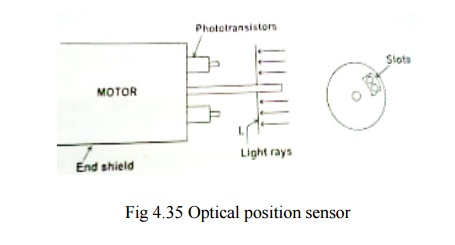 Phototransistors
Slots
MOTOR
L
Light rays
End shield
Fig 4.35 Optical position sensor